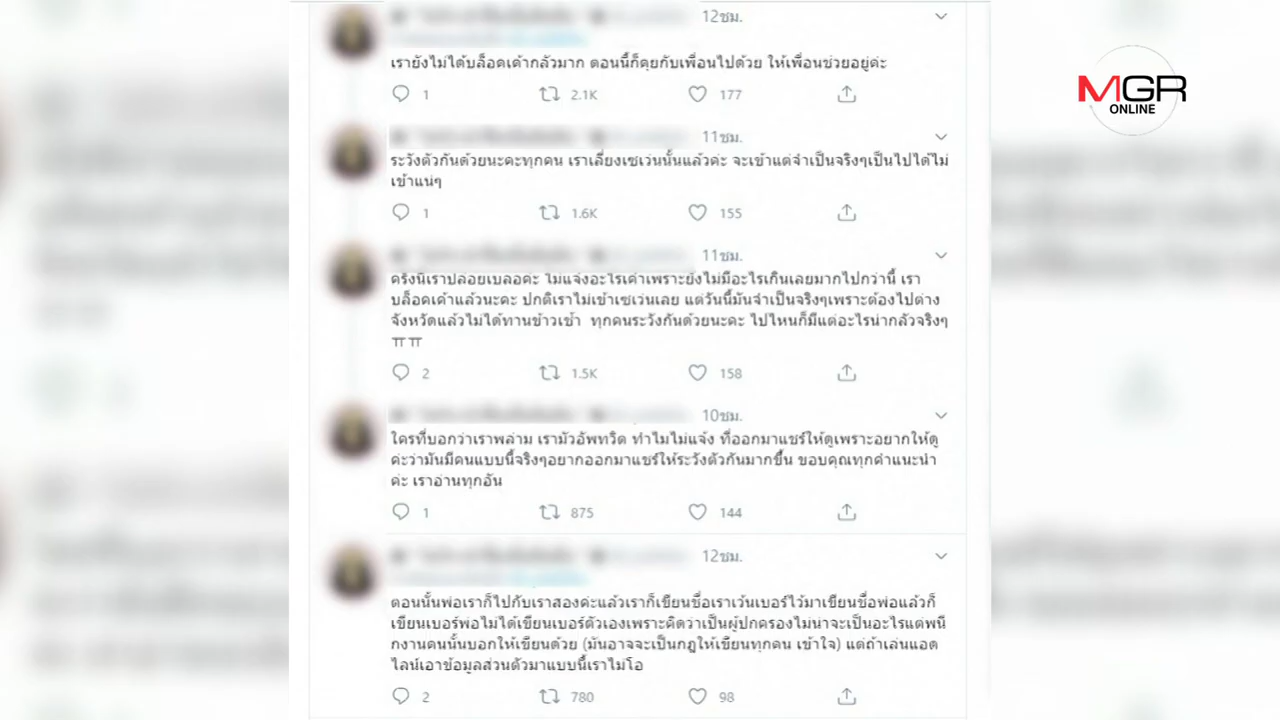 12ชม.
MGR
ONLINE
เรายังไม่ได้บล็อคเค้ากลัวมาก ตอนนี้ก็คุยกับเพื่อนไปด้วย ให้เพื่อนช่วยอยู่ค่ะ
1 2.1K 177
11ชม.
ระวังตัวกันด้วยนะคะทุกคน เราเลี่ยงเซเว่นนั้นแล้วค่ะ จะเข้าแต่จำเป็นจริงๆเป็นไปได้ไม่
เข้าแน่ๆ
1 1.6K 155
11ชม.
ครั้งนี้เราปล่อยเบลอค่ะ ไม่แจ้งอะไรเค้าเพราะยังไม่มีอะไรเกินเลยมากไปกว่านี้ เรา
บล็อคเค้าแล้วนะคะ ปกติเราไม่เข้าเซเว่นเลย แต่วันนี้มันจำเป็นจริงๆเพราะต้องไปต่าง
จังหวัดแล้วไม่ได้ทานข้าวเช้า ทุกคนระวังกันด้วยนะคะ ไปไหนก็มีแต่อะไรน่ากลัวจริงๆ
ㅠㅠ
2 1.5K 158
10ชม.
ใครที่บอกว่าเราพล่าม เรามัวอัพทวิต ทำไมไม่แจ้ง ที่ออกมาแชร์ให้ดูเพราะอยากให้ดู
ค่ะว่ามันมีคนแบบนี้จริงๆอยากออกมาแชร์ให้ระวังตัวกันมากขึ้น ขอบคุณทุกคำแนะนำ
ค่ะ เราอ่านทุกอัน
1 875 144
12ชม.
ตอนนั้นพ่อเราก็ไปกับเราสองค่ะแล้วเราก็เขียนชื่อเราเว้นเบอร์ไว้มาเขียนชื่อพ่อแล้วก็
เขียนเบอร์พ่อไม่ได้เขียนเบอร์ตัวเองเพราะคิดว่าเป็นผู้ปกครองไม่น่าจะเป็นอะไรแต่พนั
กงานคนนั้นบอกให้เขียนด้วย (มันอาจจะเป็นกฎให้เขียนทุกคน เข้าใจ) แต่ถ้าเล่นแอด
ไลน์เอาข้อมูลส่วนตัวมาแบบนี้เราไม่โอ
2 780 98